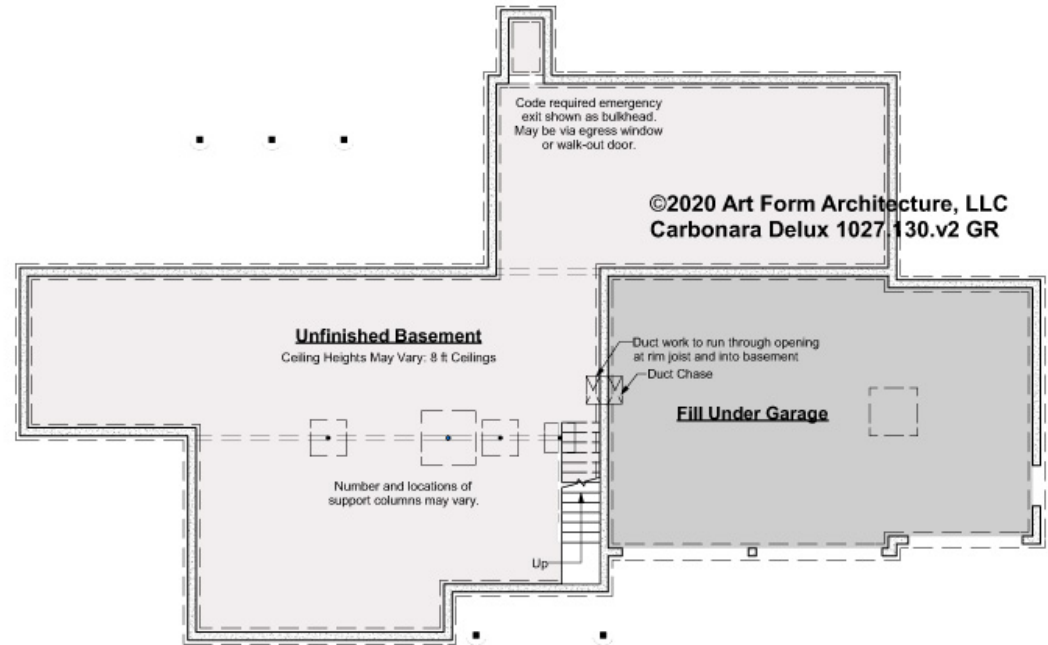 Code required emergency
exit shown as bulkhead.
May be via egress window
or walk-out door.
©2020 Art Form Architecture, LLC
Carbonara Delux 1027.130.v2 GR
Unfinished Basement
Ceiling Heights May Vary: 8 ft Ceilings
Duct work to run through opening
at rim joist and into basement
Duct Chase
Fill Under Garage
Number and locations of
support columns may vary.
Up